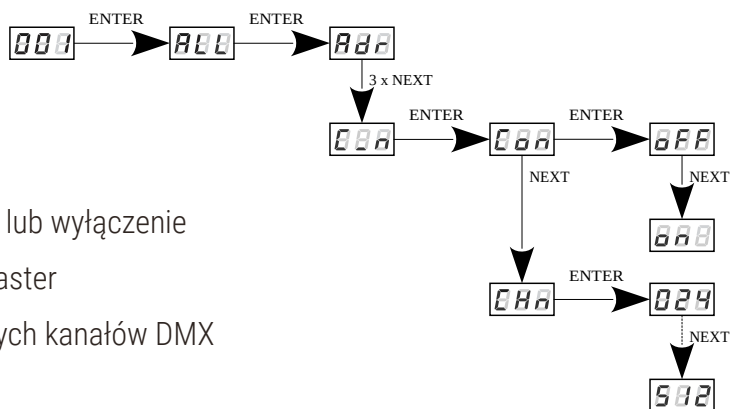 ENTER ENTER
001 ALL Adr
3 x NEXT
ENTER ENTER
C_n Con oFF
NEXT NEXT
lub wyłączenie
on
aster
ENTER
CHn 024
ych kanałów DMX
NEXT
512